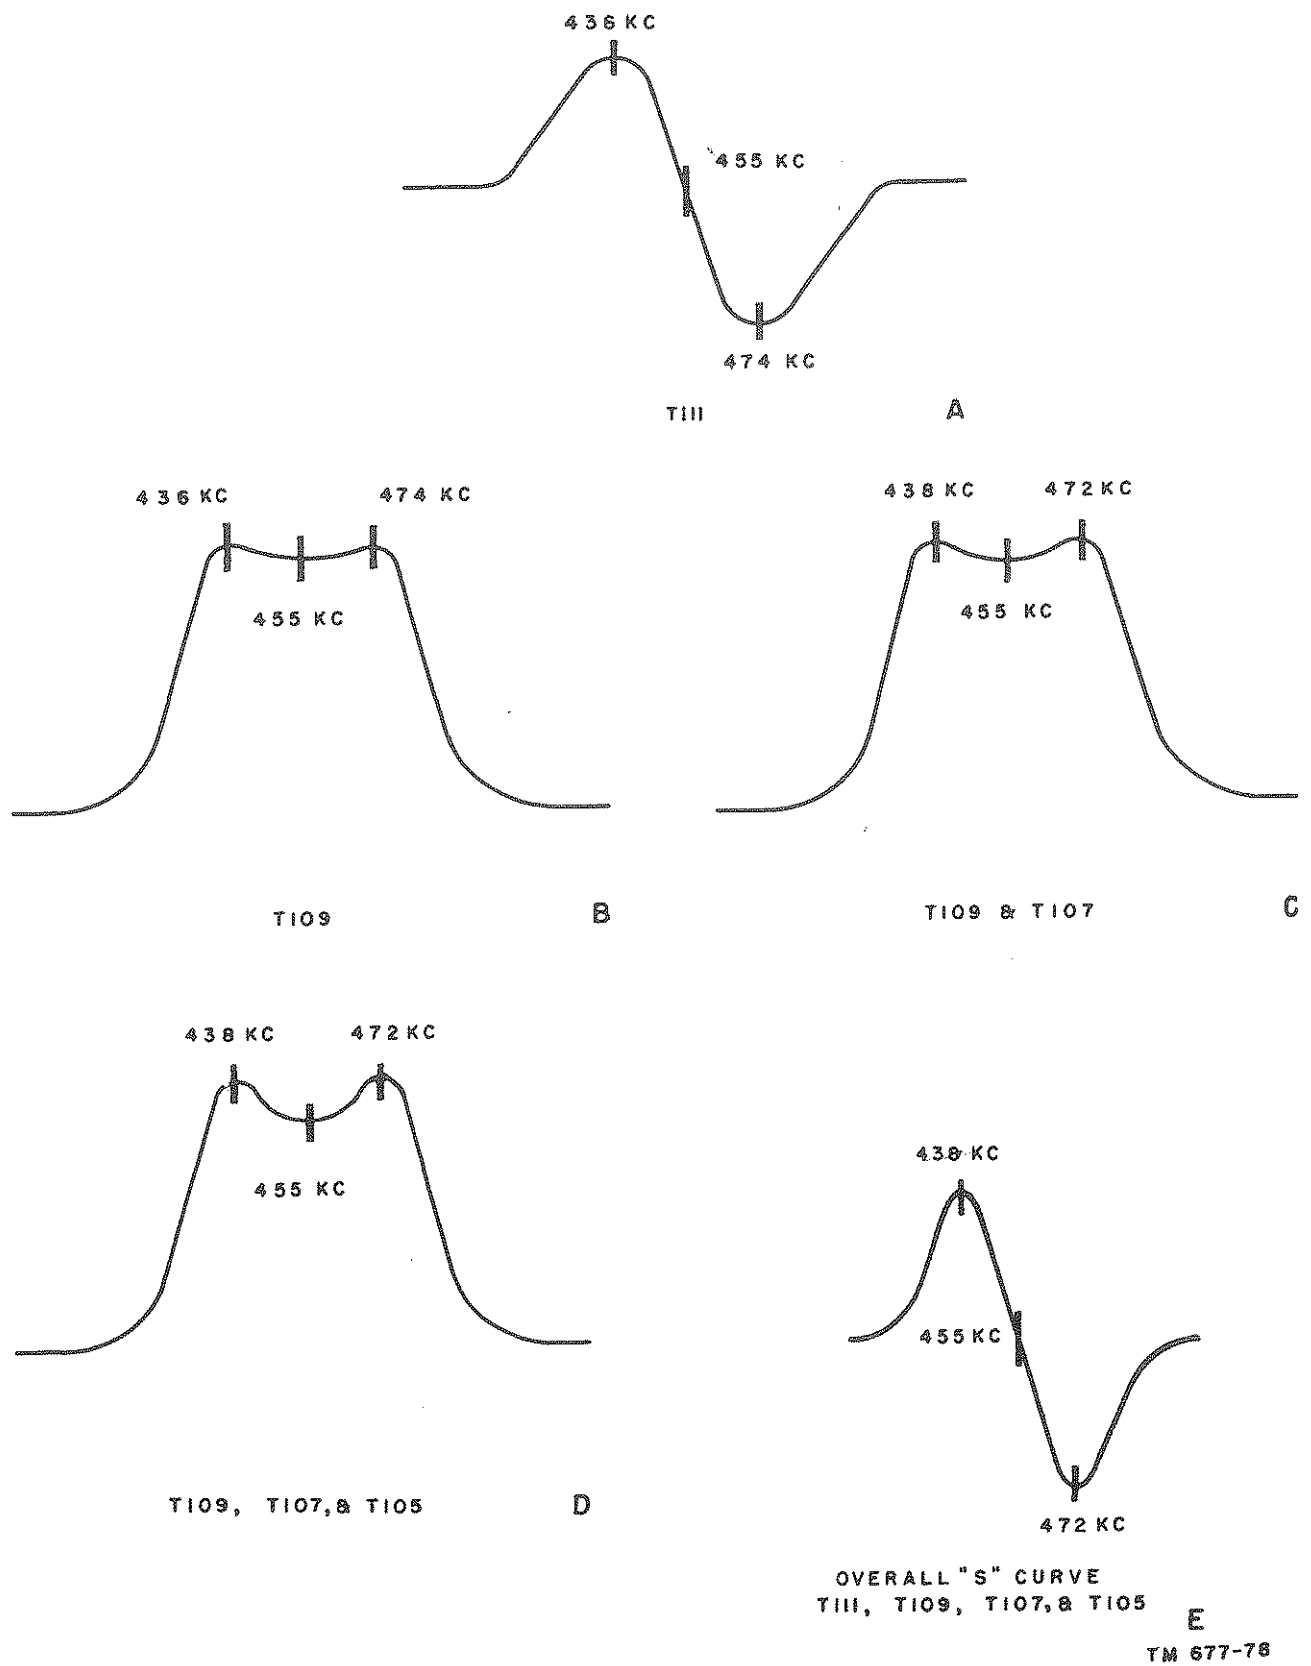 436 KC
455 KC
474 KC
T111 A
436 KC 474 KC
455 KC
T109 B
438 KC 472 KC
455 KC
T109 & T107 C
438 KC 472 KC
455 KC
T109, T107, & T105 D
438 KC
455 KC
472 KC
OVERALL "S" CURVE
T111, T109, T107, & T105
E
TM 677-78